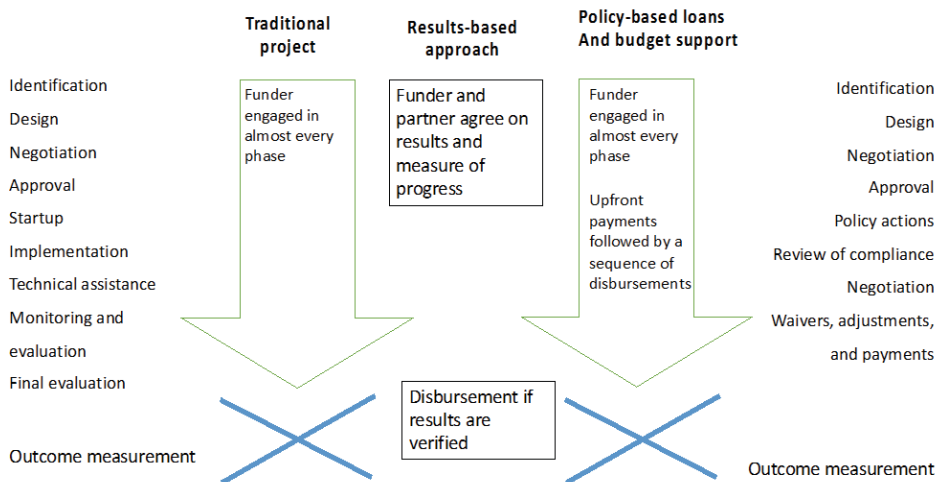 Traditional
project
Results-based
approach
Policy-based loans
And budget support
Identification
Design
Negotiation
Approval
Startup
Implementation
Technical assistance
Monitoring and
evaluation
Final evaluation
Outcome measurement
Funder
engaged in
almost every
phase
Funder and
partner agree on
results and
measure of
progress
Disbursement if
results are
verified
Funder
engaged in
almost every
phase
Upfront
payments
followed by a
sequence of
disbursements
Identification
Design
Negotiation
Approval
Policy actions
Review of compliance
Negotiation
Waivers, adjustments,
and payments
Outcome measurement